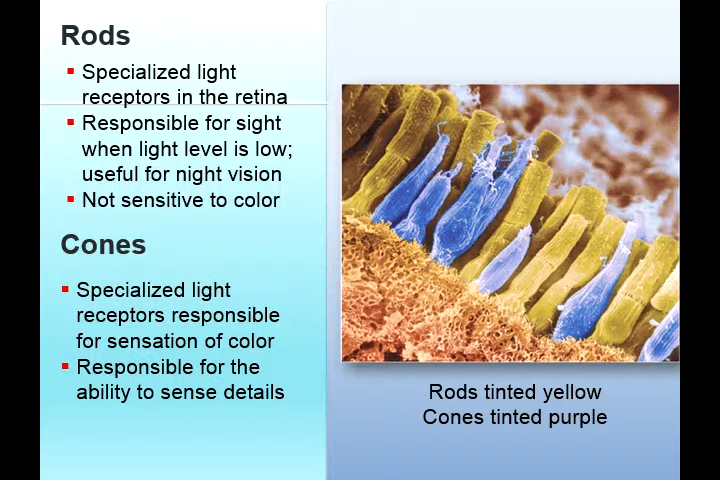 Rods
▪ Specialized light
receptors in the retina
▪ Responsible for sight
when light level is low;
useful for night vision
▪ Not sensitive to color
Cones
▪ Specialized light
receptors responsible
for sensation of color
▪ Responsible for the
ability to sense details
Rods tinted yellow
Cones tinted purple